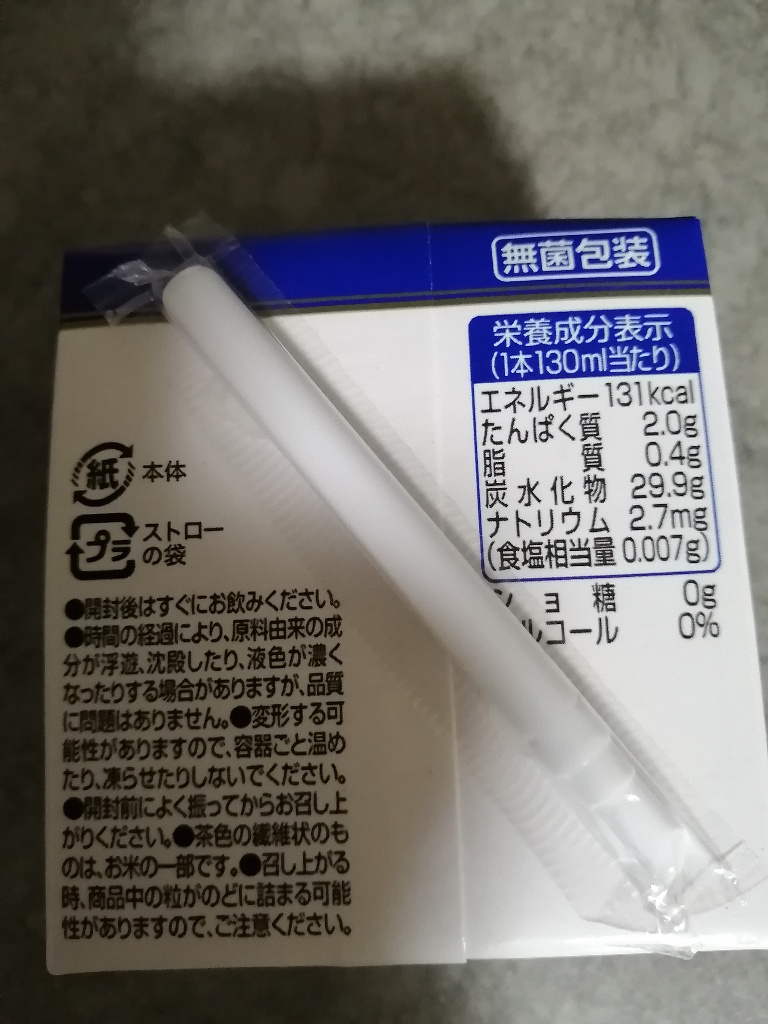 無菌包装
栄養成分表示
(1本130ml当たり)
エネルギー 131kcal
たんぱく質 2.0g
脂質 0.4g
炭水化物 29.9g
ナトリウム 2.7mg
(食塩相当量 0.007g)
ショ糖 0g
ルコール 0%
紙 本体
プラ ストロー
の袋
●開封後はすぐにお飲みください。
●時間の経過により、原料由来の成
分が浮遊、沈殿したり、液色が濃く
なったりする場合がありますが、品質
に問題はありません。●変形する可
能性がありますので、容器ごと温め
たり、凍らせたりしないでください。
●開封前によく振ってからお召し上
がりください。●茶色の繊維状のも
のは、お米の一部です。●召し上がる
時、商品中の粒がのどに詰まる可能
性がありますので、ご注意ください。